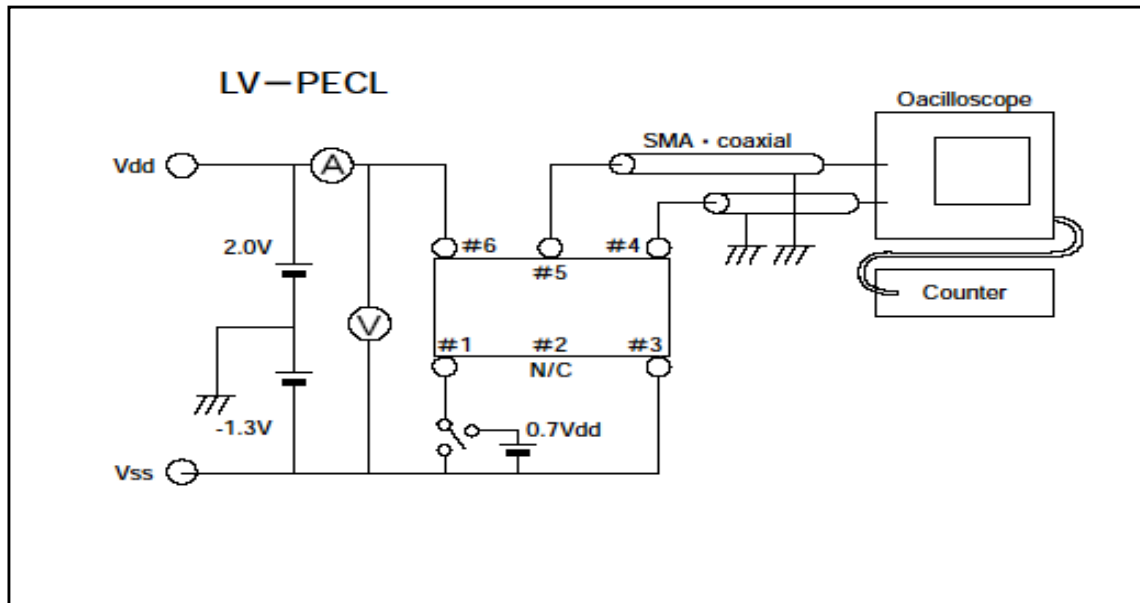 LV−PECL
Oacilloscope
SMA・coaxial
Vdd
A
2.0V
#6
#5
#4
Counter
V
#1
#2
#3
N/C
-1.3V
0.7Vdd
Vss